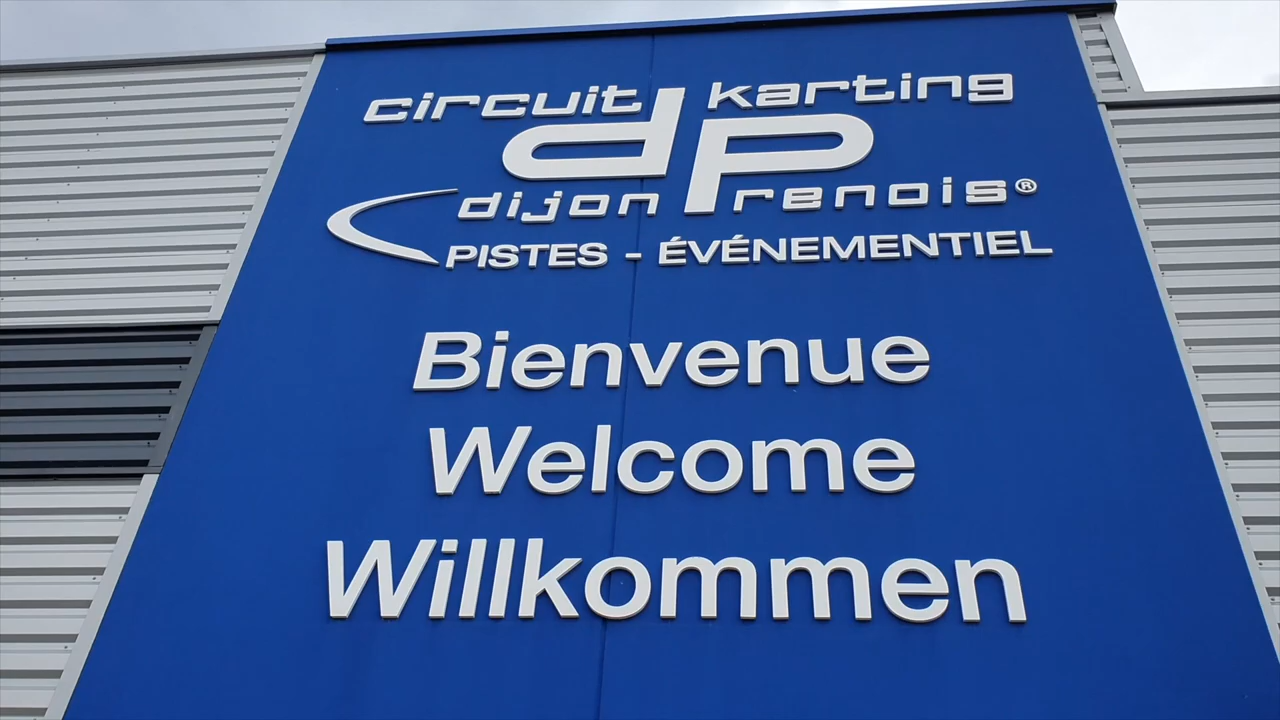 circuit karting
dp
dijon prenois®
PISTES - ÉVÉNEMENTIEL
Bienvenue
Welcome
Willkommen